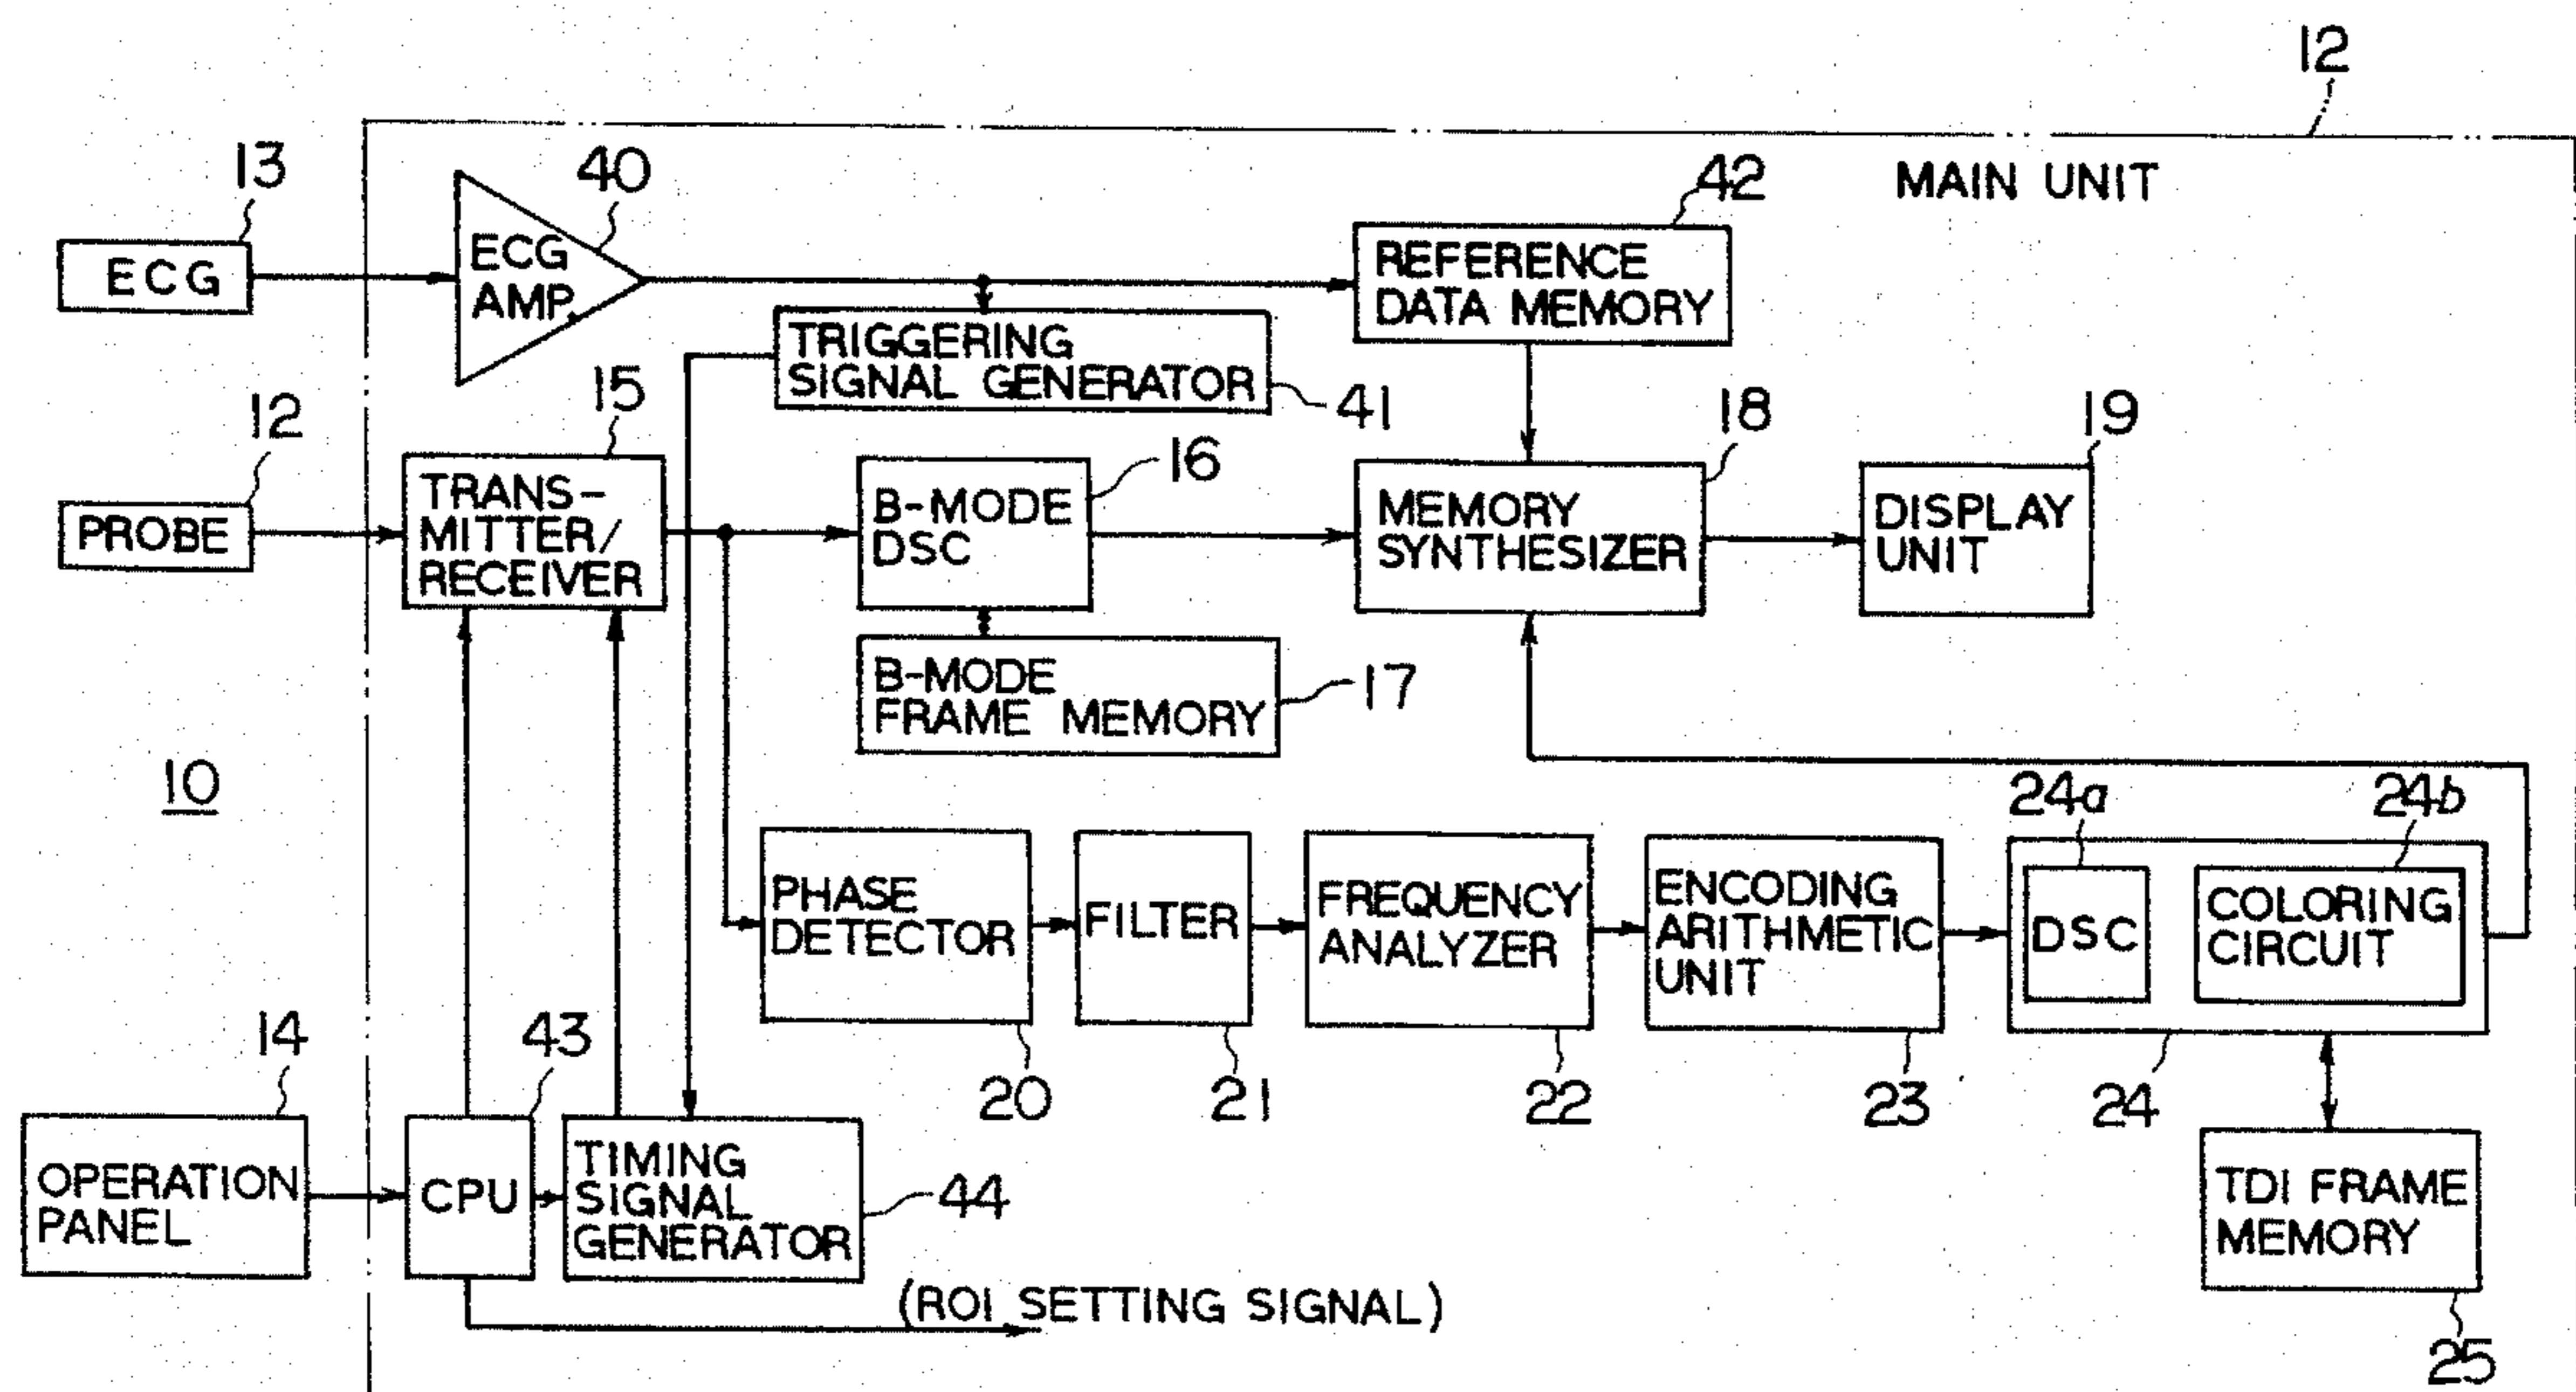 12
MAIN UNIT
13
ECG
40
ECG
AMP.
42
REFERENCE
DATA MEMORY
TRIGGERING
SIGNAL GENERATOR
41
12
PROBE
15
TRANS-
MITTER/
RECEIVER
16
B-MODE
DSC
18
MEMORY
SYNTHESIZER
19
DISPLAY
UNIT
B-MODE
FRAME MEMORY
17
10
PHASE
DETECTOR
20
FILTER
21
FREQUENCY
ANALYZER
22
ENCODING
ARITHMETIC
UNIT
23
24a
DSC
24b
COLORING
CIRCUIT
24
TDI FRAME
MEMORY
25
14
OPERATION
PANEL
43
CPU
TIMING
SIGNAL
GENERATOR
44
(ROI SETTING SIGNAL)